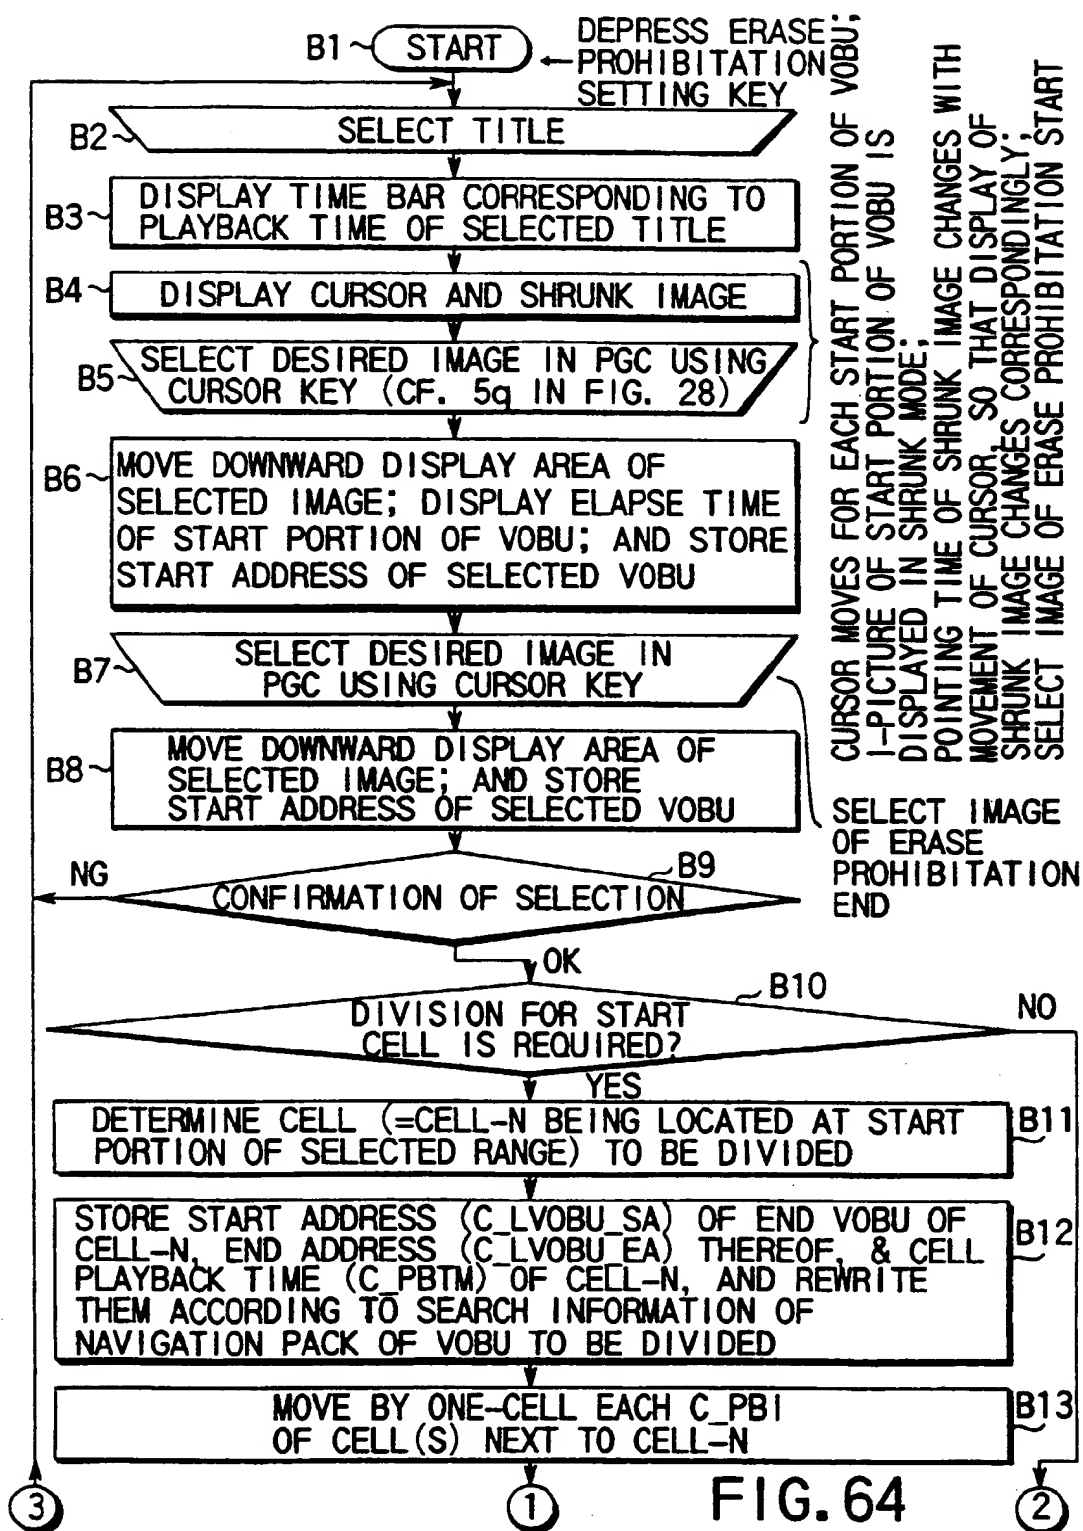 B1
START
DEPRESS ERASE
PROHIBITATION
SETTING KEY
B2
SELECT TITLE
B3
DISPLAY TIME BAR CORRESPONDING TO
PLAYBACK TIME OF SELECTED TITLE
B4
DISPLAY CURSOR AND SHRUNK IMAGE
B5
SELECT DESIRED IMAGE IN PGC USING
CURSOR KEY (CF. 5q IN FIG. 28)
CURSOR MOVES FOR EACH START PORTION OF VOBU;
I-PICTURE OF START PORTION OF VOBU IS
DISPLAYED IN SHRUNK MODE;
POINTING TIME OF SHRUNK IMAGE CHANGES WITH
MOVEMENT OF CURSOR, SO THAT DISPLAY OF
SHRUNK IMAGE CHANGES CORRESPONDINGLY;
SELECT IMAGE OF ERASE PROHIBITATION START
B6
MOVE DOWNWARD DISPLAY AREA OF
SELECTED IMAGE; DISPLAY ELAPSE TIME
OF START PORTION OF VOBU; AND STORE
START ADDRESS OF SELECTED VOBU
B7
SELECT DESIRED IMAGE IN
PGC USING CURSOR KEY
SELECT IMAGE
OF ERASE
PROHIBITATION
END
B8
MOVE DOWNWARD DISPLAY AREA OF
SELECTED IMAGE; AND STORE
START ADDRESS OF SELECTED VOBU
NG
B9
CONFIRMATION OF SELECTION
OK
B10
DIVISION FOR START
CELL IS REQUIRED?
NO
YES
DETERMINE CELL (=CELL-N BEING LOCATED AT START
PORTION OF SELECTED RANGE) TO BE DIVIDED
B11
STORE START ADDRESS (C_LVOBU_SA) OF END VOBU OF
CELL-N, END ADDRESS (C_LVOBU_EA) THEREOF, & CELL
PLAYBACK TIME (C_PBTM) OF CELL-N, AND REWRITE
THEM ACCORDING TO SEARCH INFORMATION OF
NAVIGATION PACK OF VOBU TO BE DIVIDED
B12
MOVE BY ONE-CELL EACH C_PBI
OF CELL(S) NEXT TO CELL-N
B13
3
1
FIG. 64
2